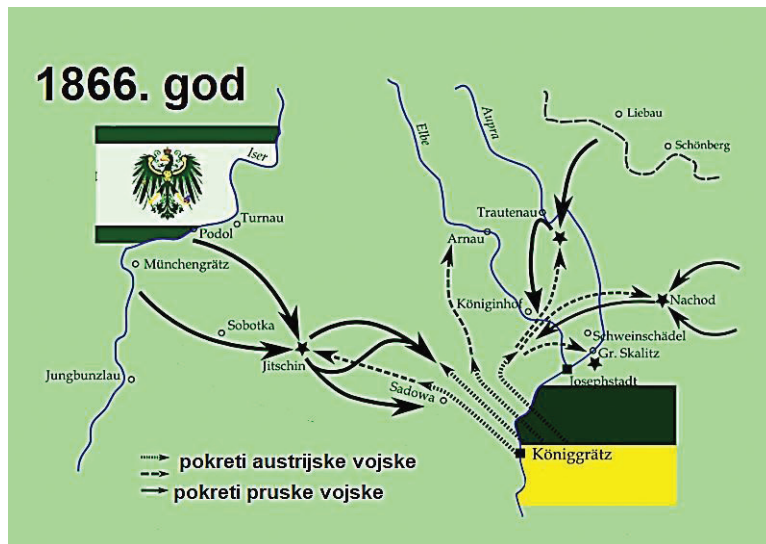 1866. god
Elbe
Aupra
Liebau
Schönberg
Iser
Turnau
Podol
Trautenau
Arnau
Münchengrätz
Königinhof
Nachod
Sobotka
Schweinschädel
Gr. Skalitz
Jitschin
Jungbunzlau
Sadowa
Josephstadt
Königgrätz
pokreti austrijske vojske
pokreti pruske vojske